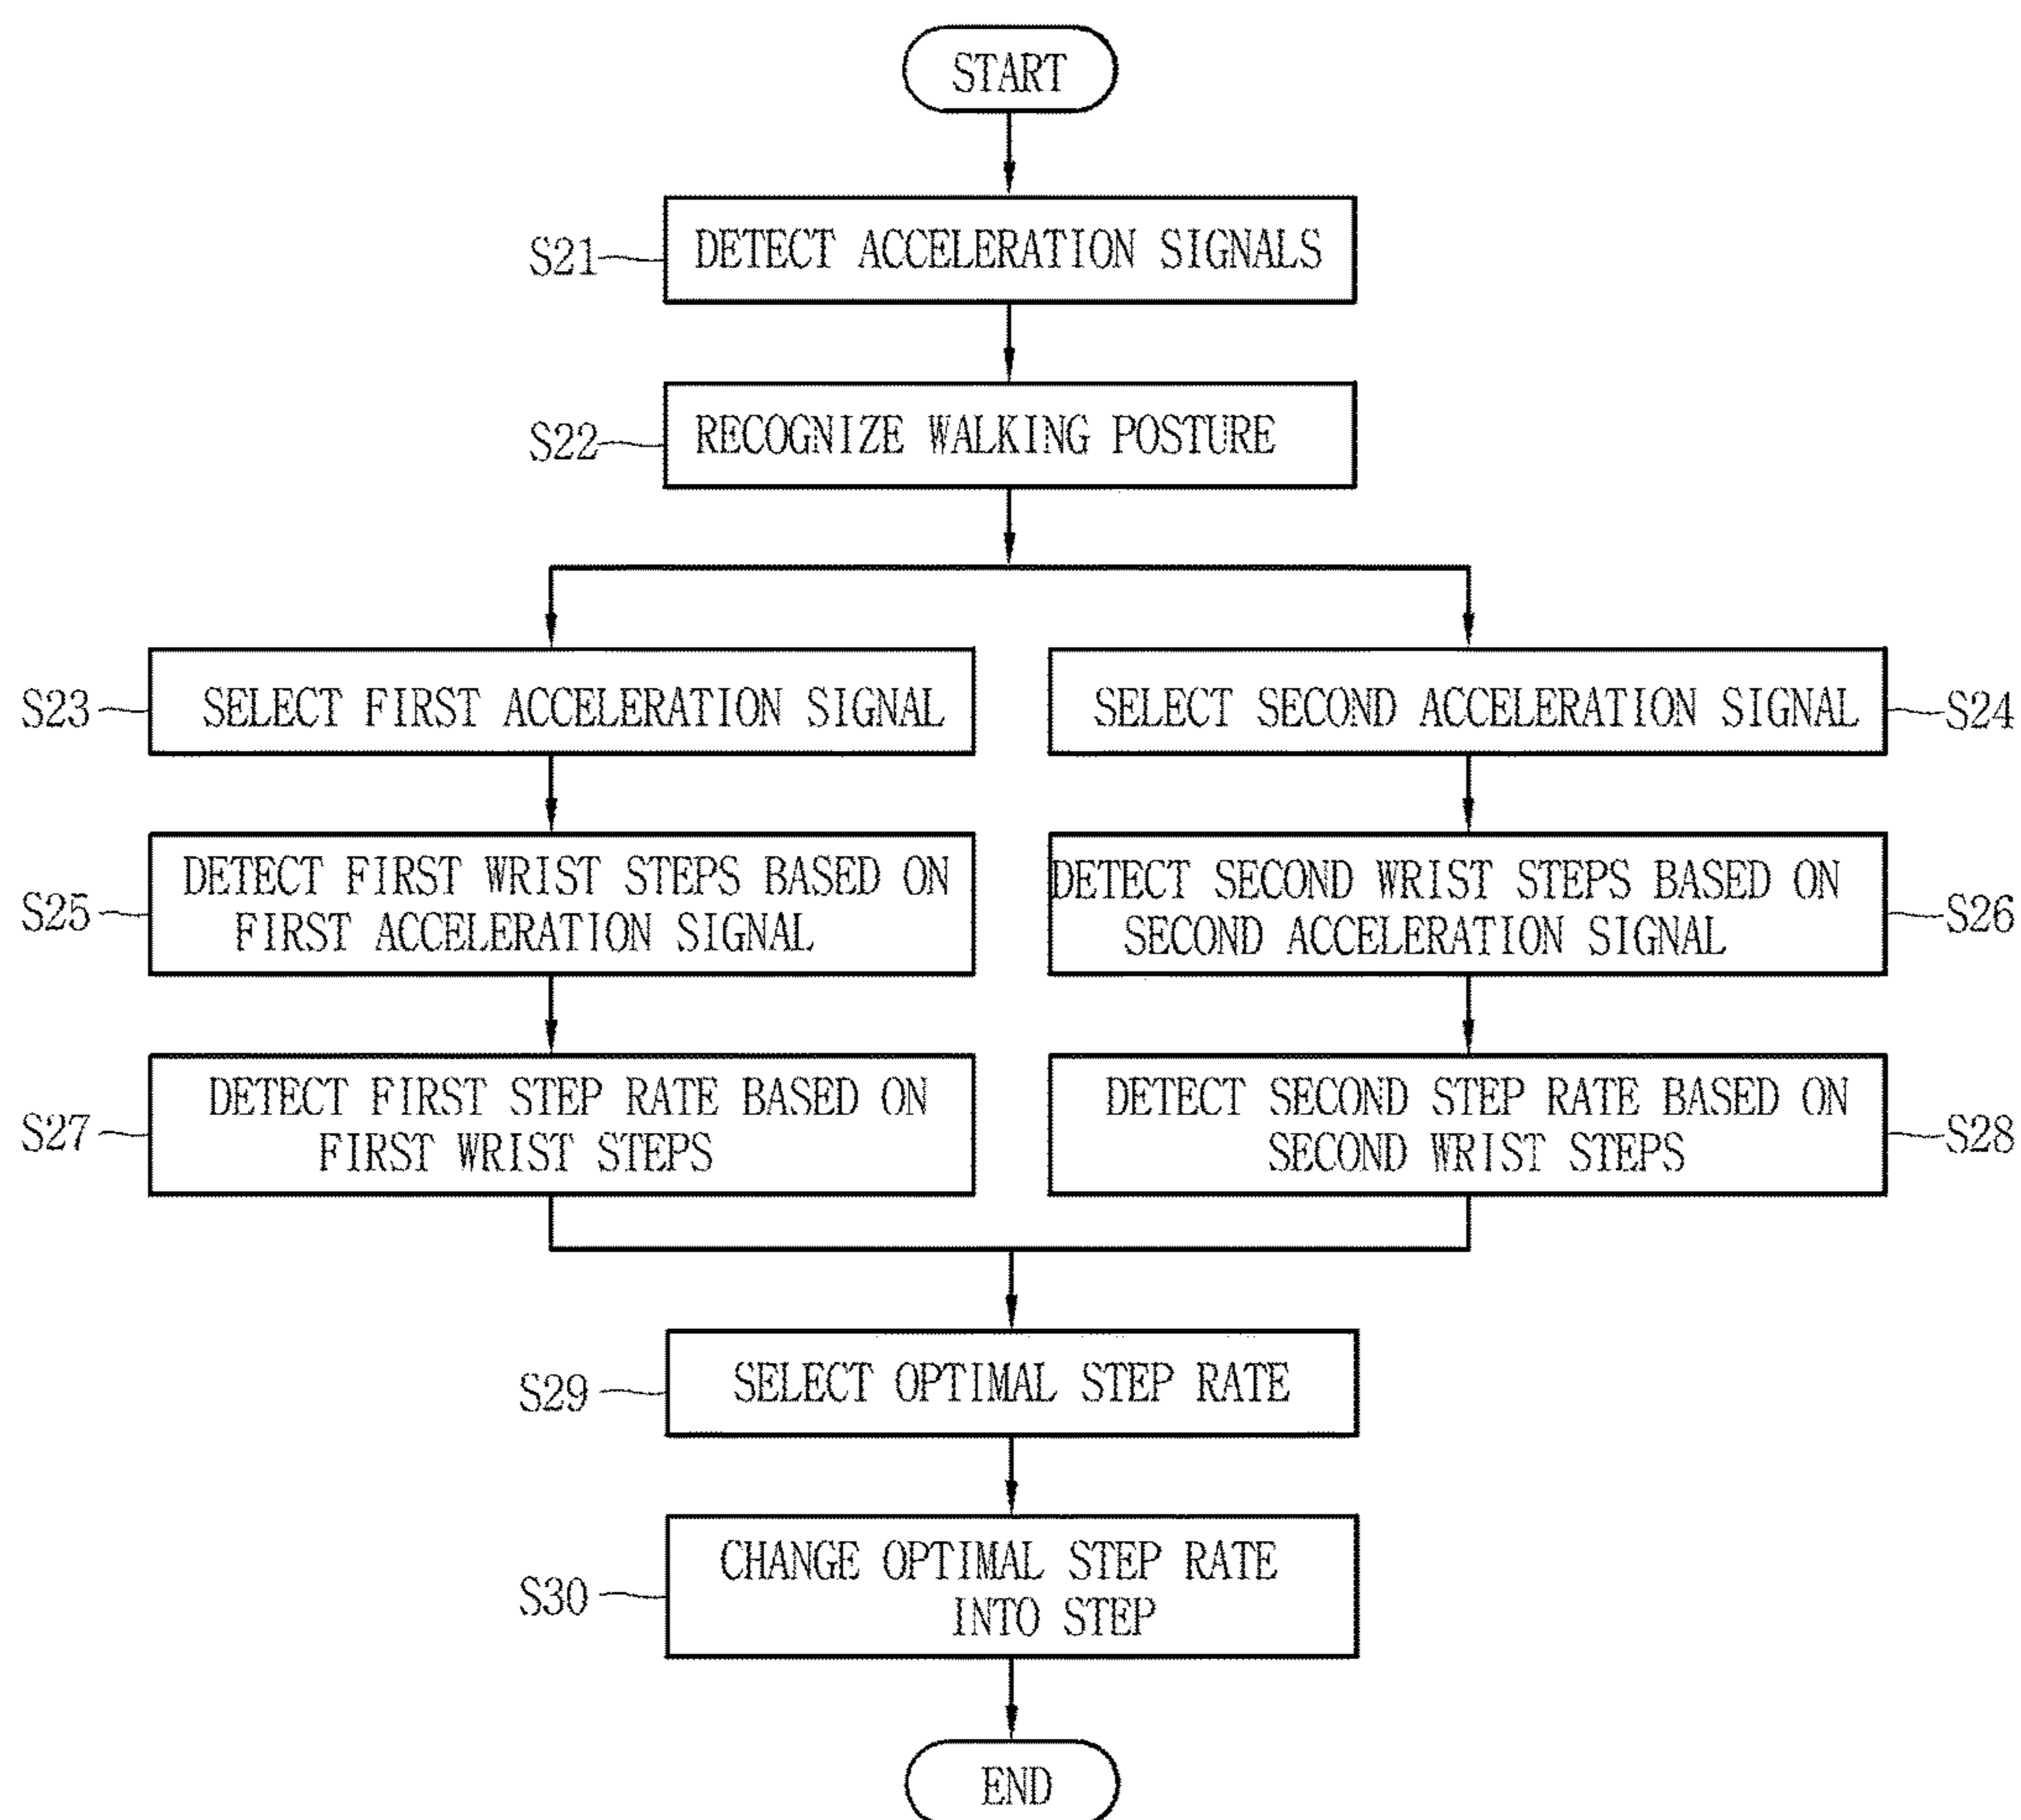 START
S21
DETECT ACCELERATION SIGNALS
S22
RECOGNIZE WALKING POSTURE
S23
SELECT FIRST ACCELERATION SIGNAL
SELECT SECOND ACCELERATION SIGNAL
S24
S25
DETECT FIRST WRIST STEPS BASED ON
FIRST ACCELERATION SIGNAL
DETECT SECOND WRIST STEPS BASED ON
SECOND ACCELERATION SIGNAL
S26
S27
DETECT FIRST STEP RATE BASED ON
FIRST WRIST STEPS
DETECT SECOND STEP RATE BASED ON
SECOND WRIST STEPS
S28
S29
SELECT OPTIMAL STEP RATE
S30
CHANGE OPTIMAL STEP RATE
INTO STEP
END